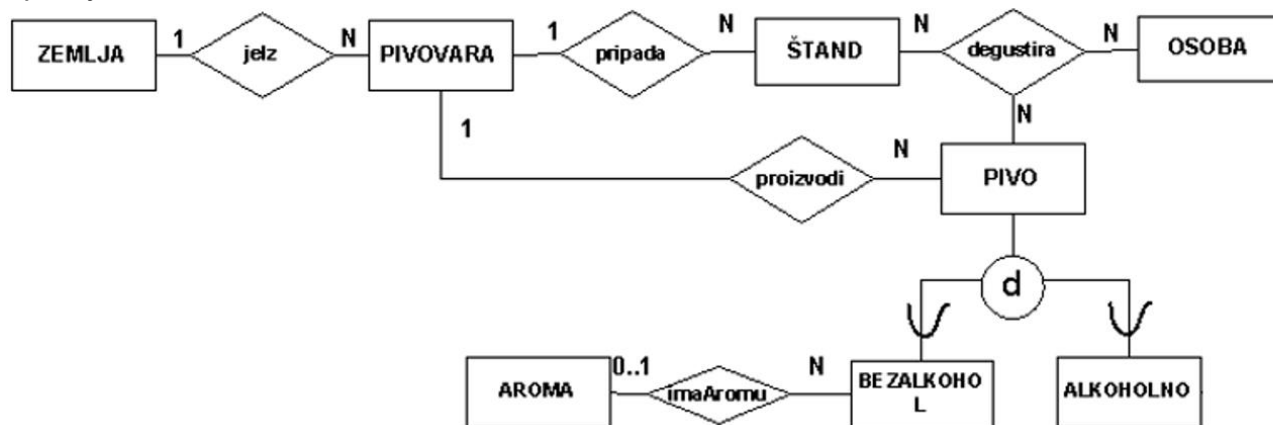 ZEMLJA 1 jelz N PIVOVARA 1 pripada N ŠTAND N degustira N OSOBA
1 N
proizvodi N PIVO
d
AROMA 0..1 imaAromu N BEZALKOHO
L
ALKOHOLNO